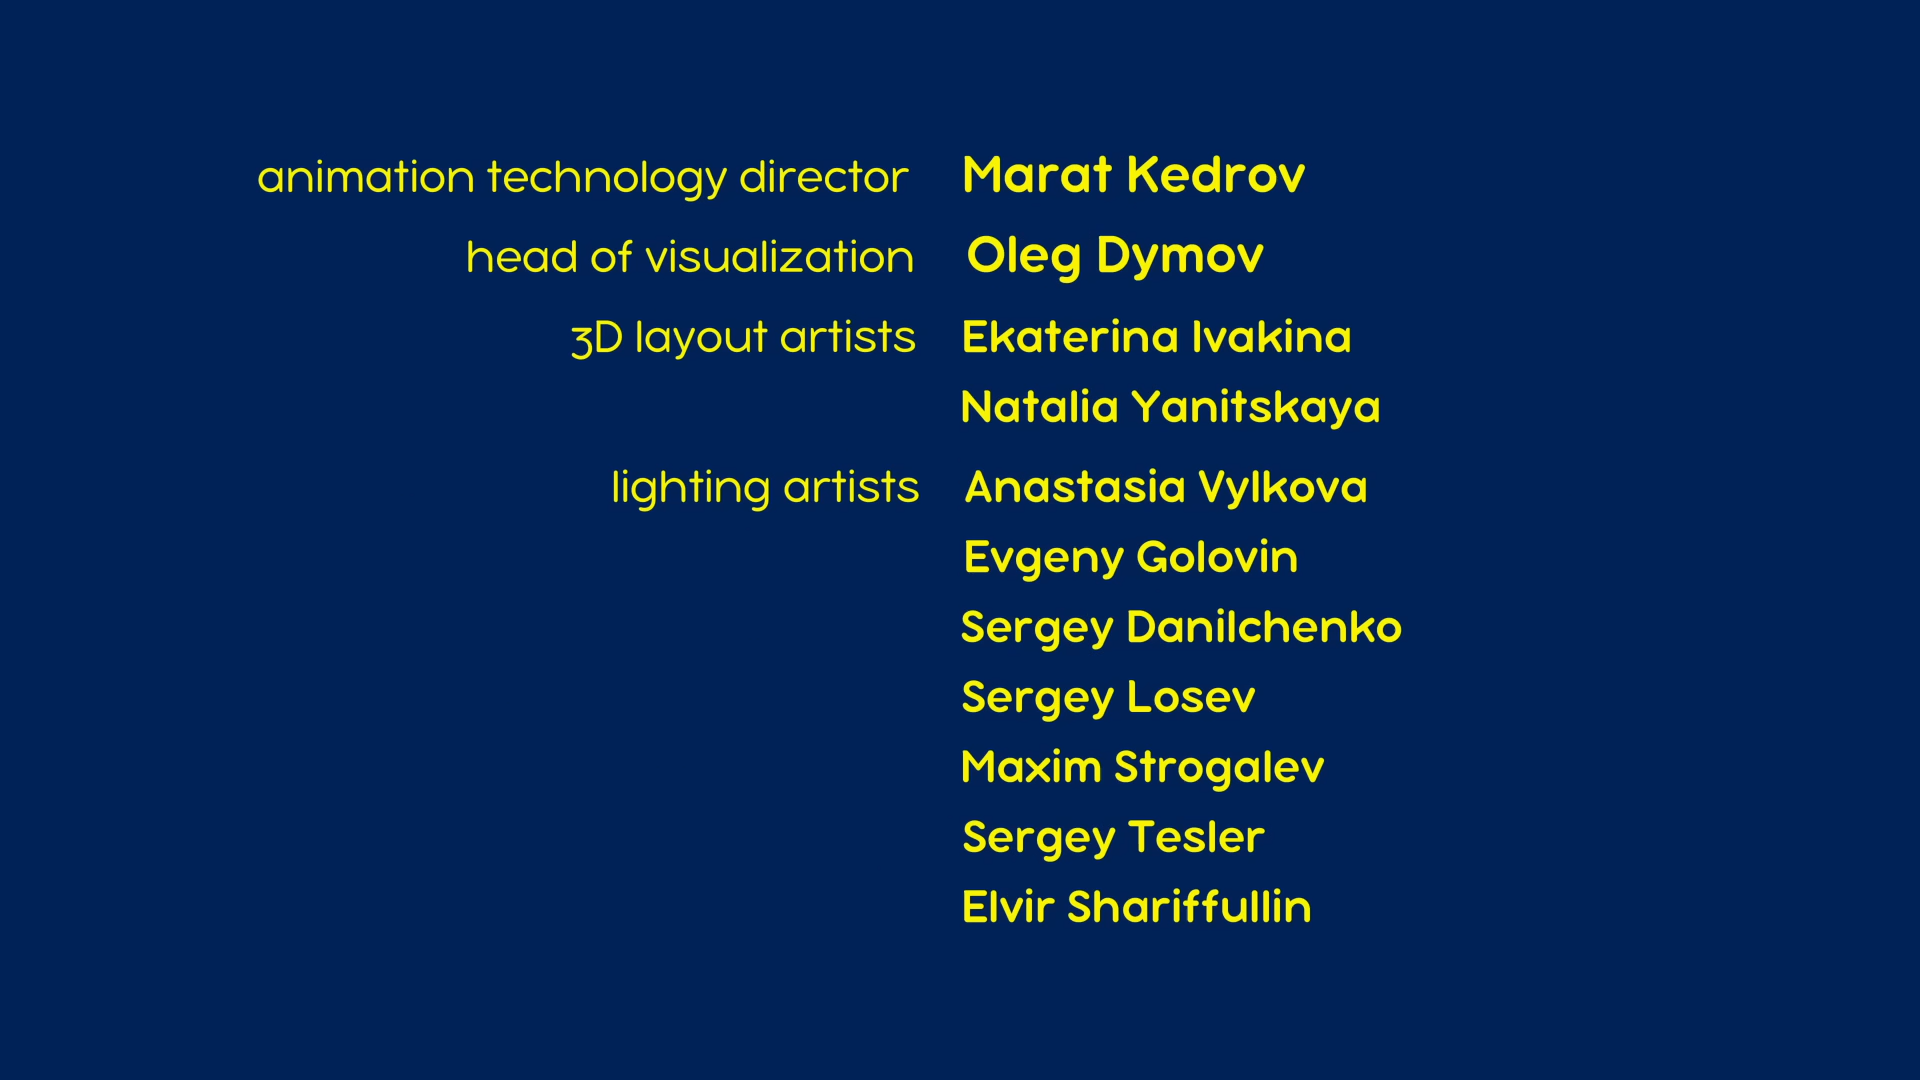 animation technology director Marat Kedrov
head of visualization Oleg Dymov
3D layout artists Ekaterina Ivakina
Natalia Yanitskaya
lighting artists Anastasia Vylkova
Evgeny Golovin
Sergey Danilchenko
Sergey Losev
Maxim Strogalev
Sergey Tesler
Elvir Shariffullin